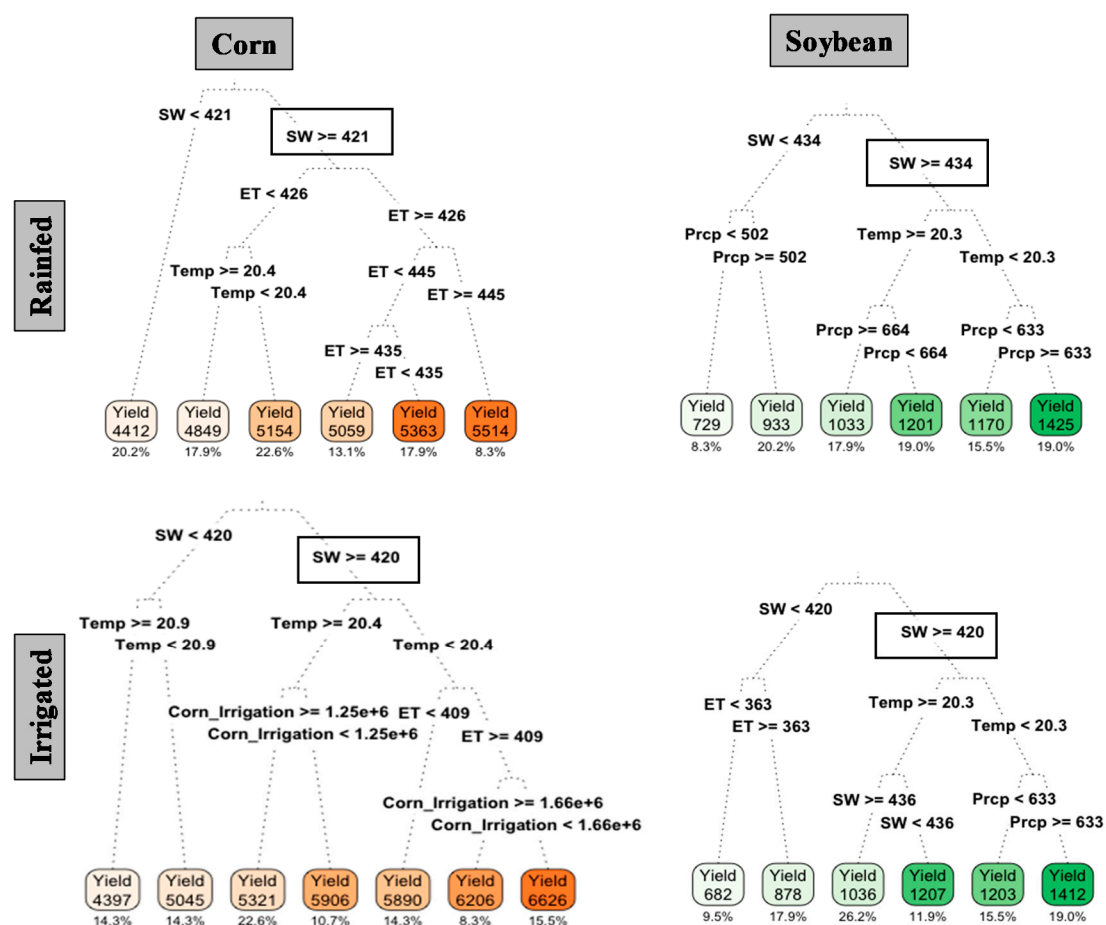 Corn
Soybean
Rainfed
SW < 421
SW >= 421
ET < 426
ET >= 426
Temp >= 20.4
Temp < 20.4
ET < 445
ET >= 445
ET >= 435
ET < 435
Yield 4412 20.2%
Yield 4849 17.9%
Yield 5154 22.6%
Yield 5059 13.1%
Yield 5363 17.9%
Yield 5514 8.3%
SW < 434
SW >= 434
Prcp < 502
Prcp >= 502
Temp >= 20.3
Temp < 20.3
Prcp >= 664
Prcp < 664
Prcp < 633
Prcp >= 633
Yield 729 8.3%
Yield 933 20.2%
Yield 1033 17.9%
Yield 1201 19.0%
Yield 1170 15.5%
Yield 1425 19.0%
Irrigated
SW < 420
SW >= 420
Temp >= 20.9
Temp < 20.9
Temp >= 20.4
Temp < 20.4
Corn_Irrigation >= 1.25e+6
Corn_Irrigation < 1.25e+6
ET < 409
ET >= 409
Corn_Irrigation >= 1.66e+6
Corn_Irrigation < 1.66e+6
Yield 4397 14.3%
Yield 5045 14.3%
Yield 5321 22.6%
Yield 5906 10.7%
Yield 5890 14.3%
Yield 6206 8.3%
Yield 6626 15.5%
SW < 420
SW >= 420
ET < 363
ET >= 363
Temp >= 20.3
Temp < 20.3
SW >= 436
SW < 436
Prcp < 633
Prcp >= 633
Yield 682 9.5%
Yield 878 17.9%
Yield 1036 26.2%
Yield 1207 11.9%
Yield 1203 15.5%
Yield 1412 19.0%